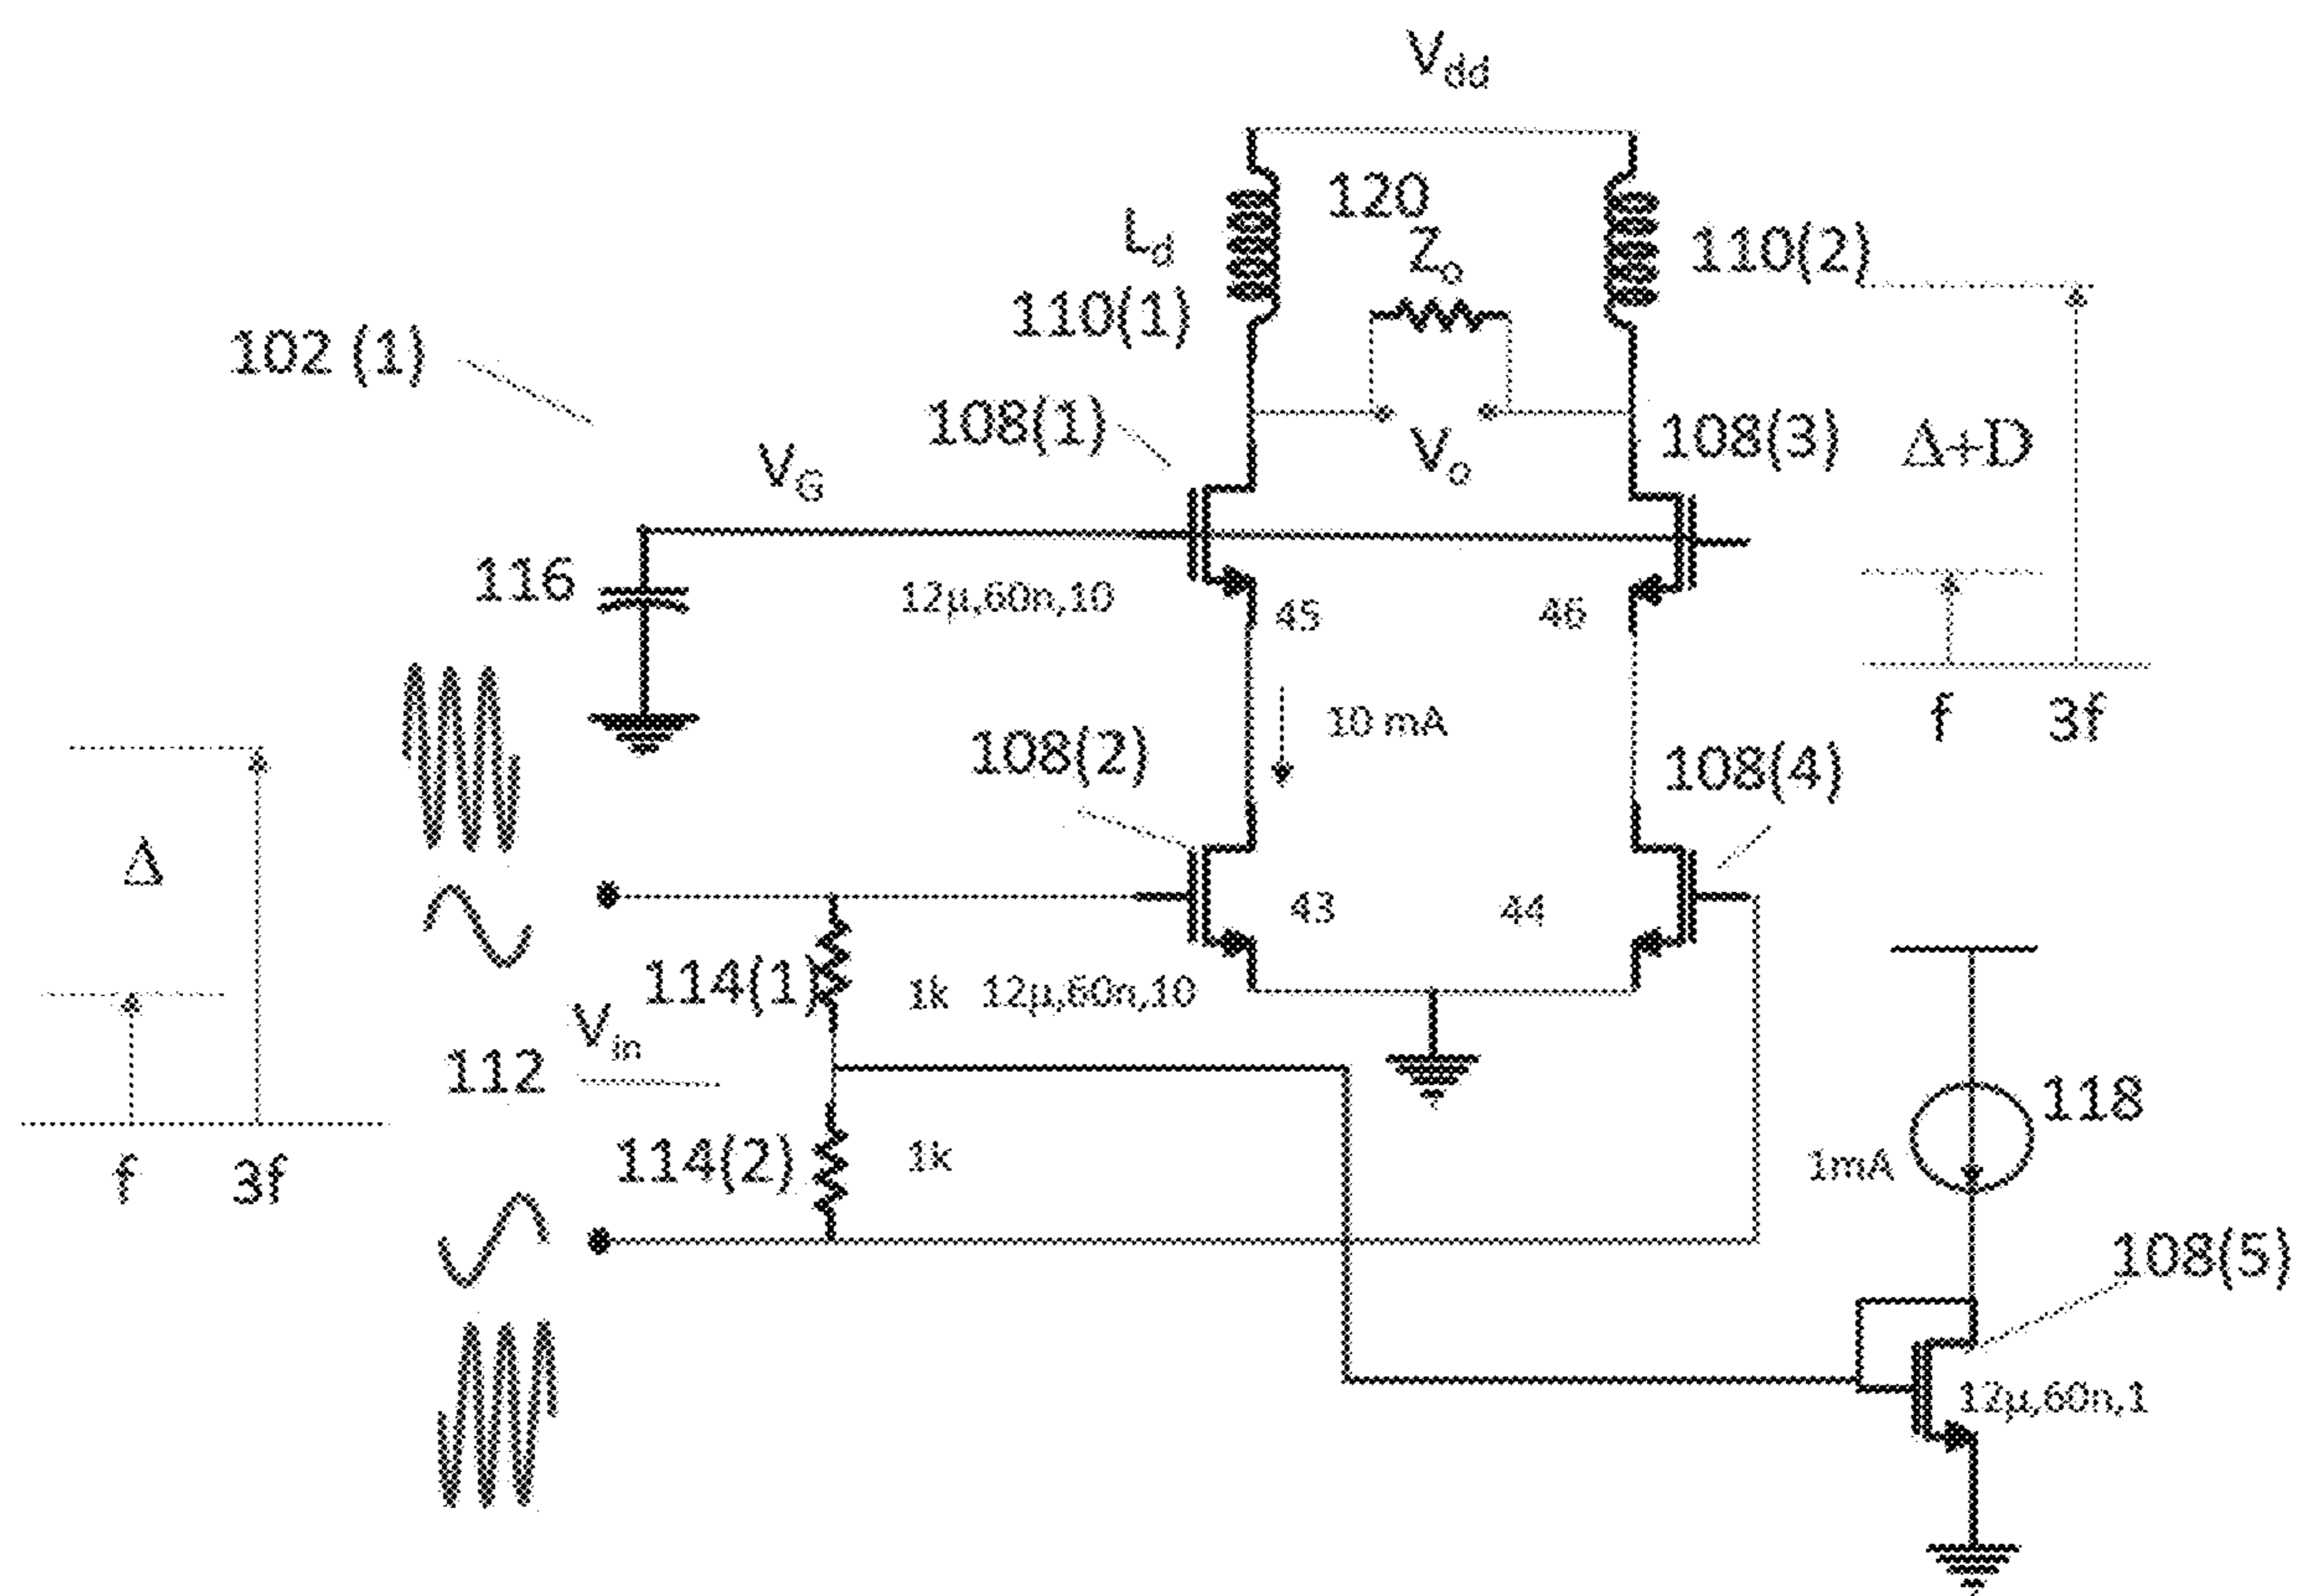 Vdd
120
Ld
Zo
110(2)
110(1)
102 (1)
108(1)
108(3)
Δ+D
VG
Vo
116
12µ,60n,10
45
46
f
3f
10 mA
108(2)
108(4)
Δ
43
44
114(1)
1k
12µ,60n,10
Vin
112
118
114(2)
1k
1mA
f
3f
108(5)
12µ,60n,1